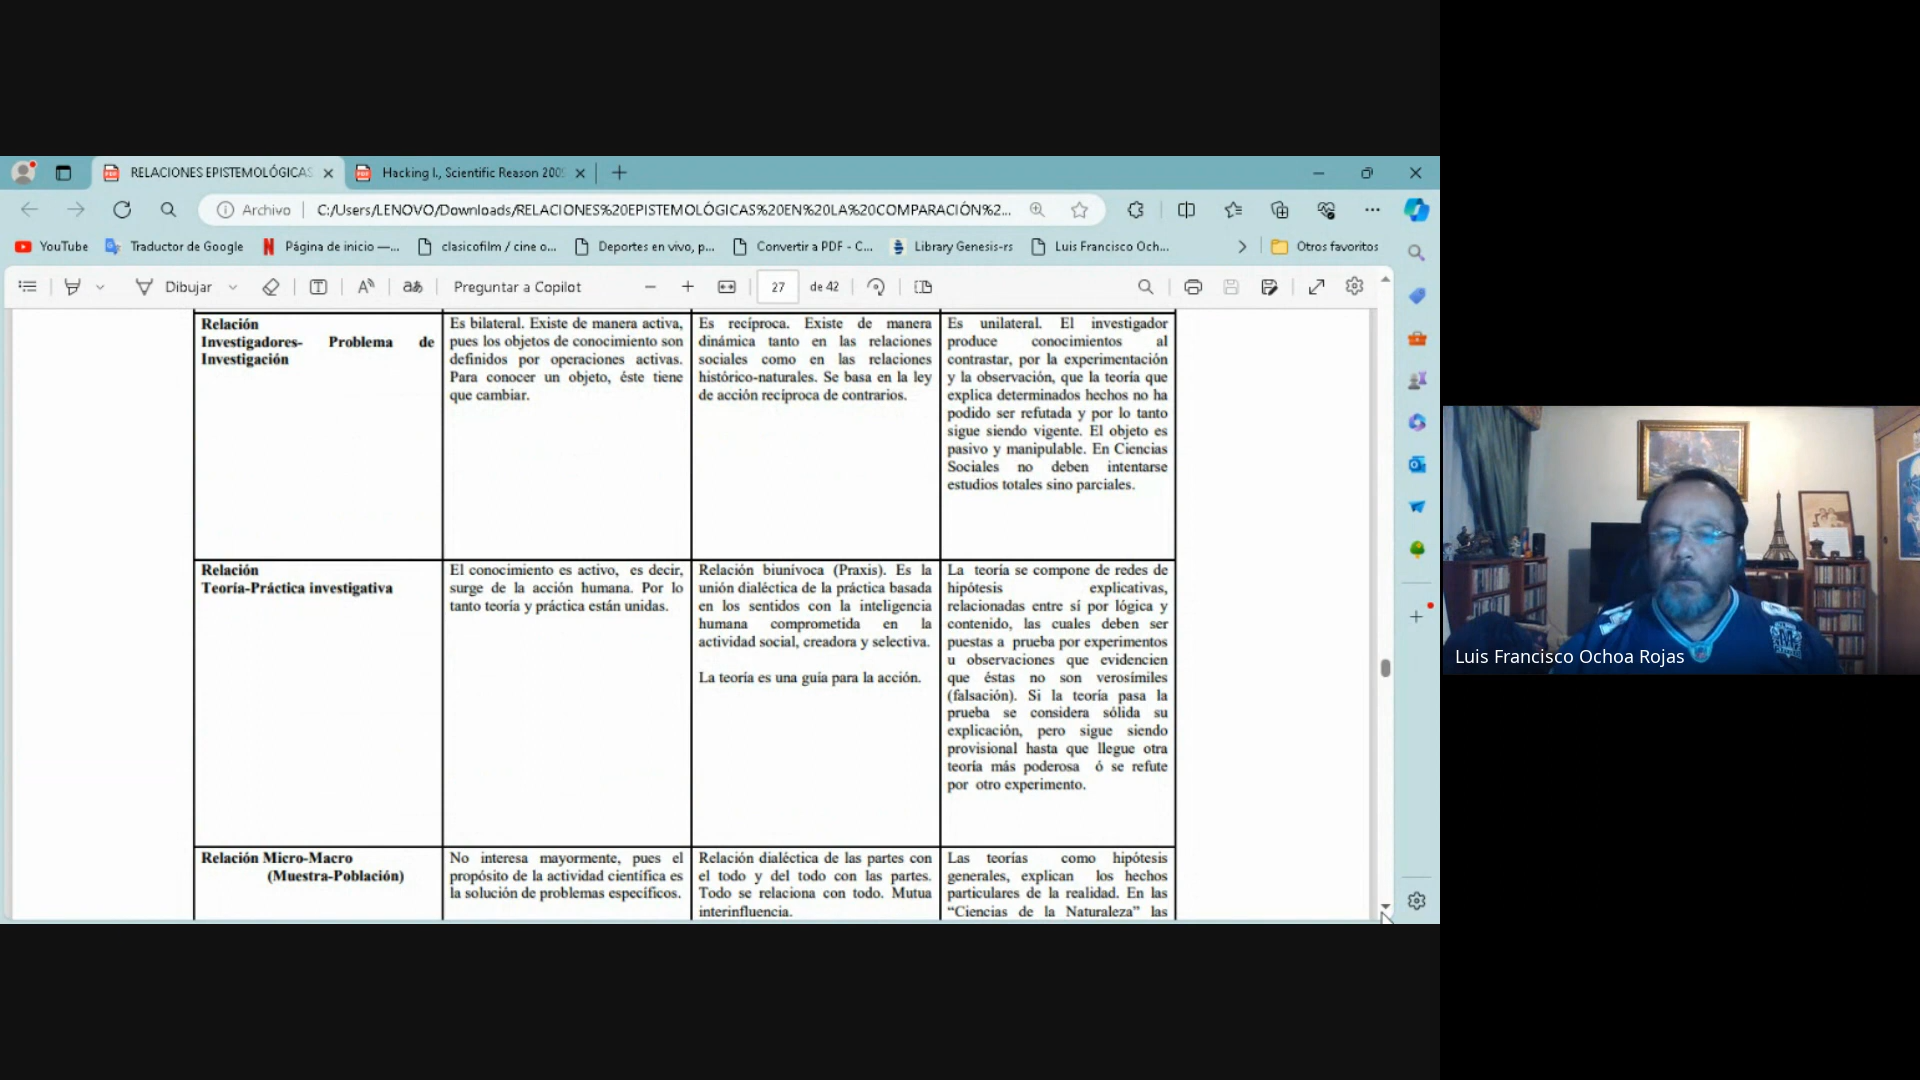 RELACIONES EPISTEMOLÓGICAS
Hacking I., Scientific Reason 200
Archivo
C:/Users/LENOVO/Downloads/RELACIONES%20EPISTEMOLÓGICAS%20EN%20LA%20COMPARACIÓN%2...
YouTube
Traductor de Google
Página de inicio —...
clasicofilm / cine o...
Deportes en vivo, p...
Convertir a PDF - C...
Library Genesis-rs
Luis Francisco Och...
Otros favoritos
Dibujar
Preguntar a Copilot
27
de 42
Relación
Investigadores- Problema de
Investigación
Es bilateral. Existe de manera activa,
pues los objetos de conocimiento son
definidos por operaciones activas.
Para conocer un objeto, éste tiene
que cambiar.
Es recíproca. Existe de manera
dinámica tanto en las relaciones
sociales como en las relaciones
histórico-naturales. Se basa en la ley
de acción recíproca de contrarios.
Es unilateral. El investigador
produce conocimientos al
contrastar, por la experimentación
y la observación, que la teoría que
explica determinados hechos no ha
podido ser refutada y por lo tanto
sigue siendo vigente. El objeto es
pasivo y manipulable. En Ciencias
Sociales no deben intentarse
estudios totales sino parciales.
Relación
Teoría-Práctica investigativa
El conocimiento es activo, es decir,
surge de la acción humana. Por lo
tanto teoría y práctica están unidas.
Relación biunívoca (Praxis). Es la
unión dialéctica de la práctica basada
en los sentidos con la inteligencia
humana comprometida en la
actividad social, creadora y selectiva.
La teoría es una guía para la acción.
La teoría se compone de redes de
hipótesis explicativas,
relacionadas entre sí por lógica y
contenido, las cuales deben ser
puestas a prueba por experimentos
u observaciones que evidencien
que éstas no son verosímiles
(falsación). Si la teoría pasa la
prueba se considera sólida su
explicación, pero sigue siendo
provisional hasta que llegue otra
teoría más poderosa ó se refute
por otro experimento.
Relación Micro-Macro
(Muestra-Población)
No interesa mayormente, pues el
propósito de la actividad científica es
la solución de problemas específicos.
Relación dialéctica de las partes con
el todo y del todo con las partes.
Todo se relaciona con todo. Mutua
interinfluencia.
Las teorías como hipótesis
generales, explican los hechos
particulares de la realidad. En las
“Ciencias de la Naturaleza” las
Luis Francisco Ochoa Rojas